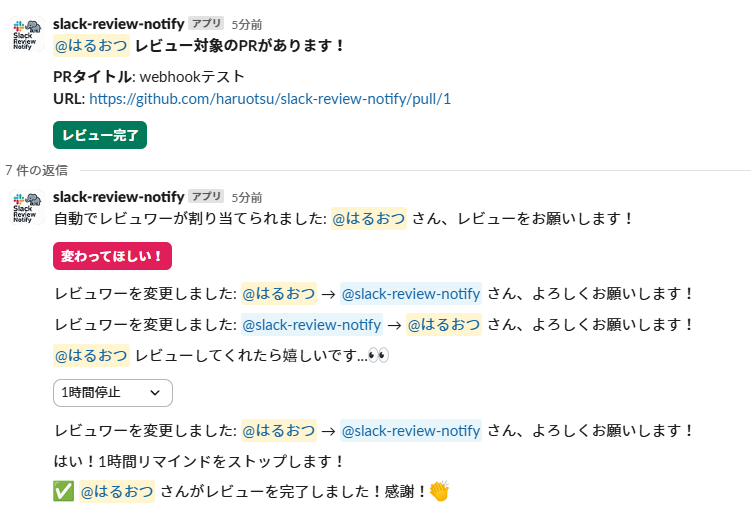 slack-review-notify アプリ 5分前
@はるおつ レビュー対象のPRがあります！
PRタイトル: webhookテスト
URL: https://github.com/haruotsu/slack-review-notify/pull/1
レビュー完了
7 件の返信
slack-review-notify アプリ 5分前
自動でレビュワーが割り当てられました: @はるおつ さん、レビューをお願いします！
変わってほしい！
レビュワーを変更しました: @はるおつ → @slack-review-notify さん、よろしくお願いします！
レビュワーを変更しました: @slack-review-notify → @はるおつ さん、よろしくお願いします！
@はるおつ レビューしてくれたら嬉しいです...👀
1時間停止
レビュワーを変更しました: @はるおつ → @slack-review-notify さん、よろしくお願いします！
はい！1時間リマインドをストップします！
✅ @はるおつ さんがレビューを完了しました！感謝！👏
Slack
Review
Notify
Slack
Review
Notify